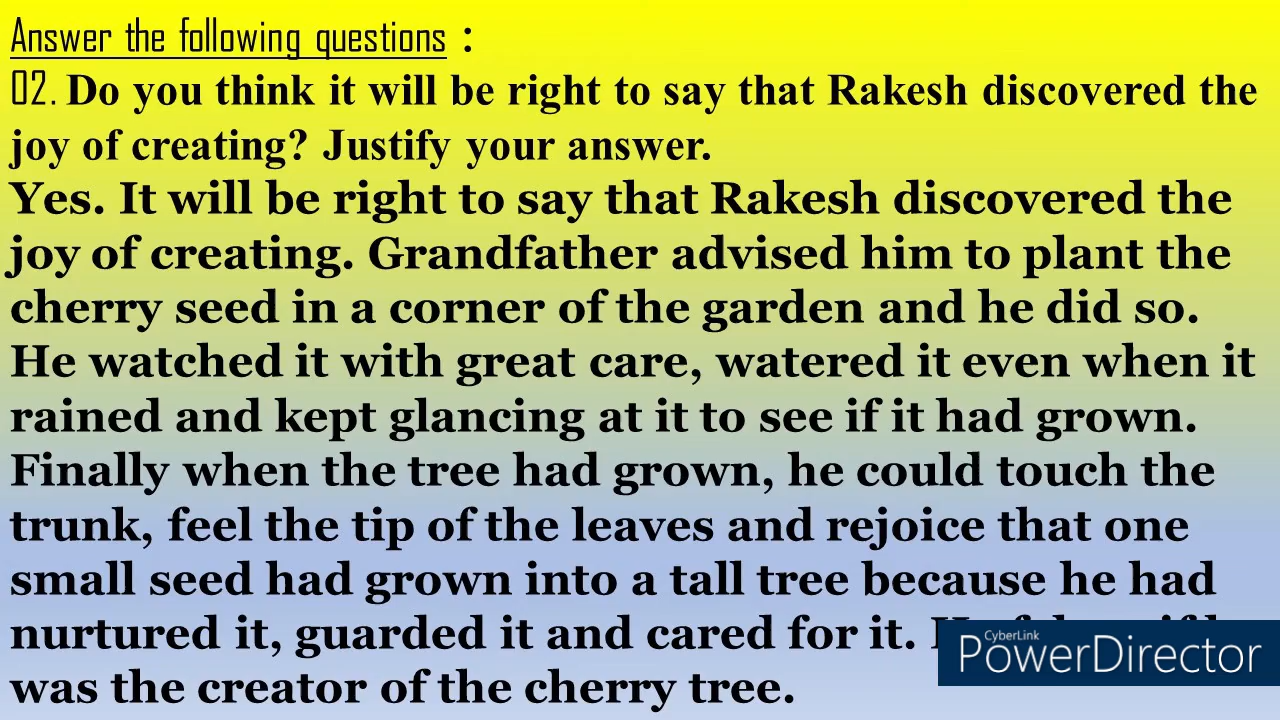 Answer the following questions :
02. Do you think it will be right to say that Rakesh discovered the
joy of creating? Justify your answer.
Yes. It will be right to say that Rakesh discovered the
joy of creating. Grandfather advised him to plant the
cherry seed in a corner of the garden and he did so.
He watched it with great care, watered it even when it
rained and kept glancing at it to see if it had grown.
Finally when the tree had grown, he could touch the
trunk, feel the tip of the leaves and rejoice that one
small seed had grown into a tall tree because he had
nurtured it, guarded it and cared for it.
was the creator of the cherry tree.
CyberLink
PowerDirector